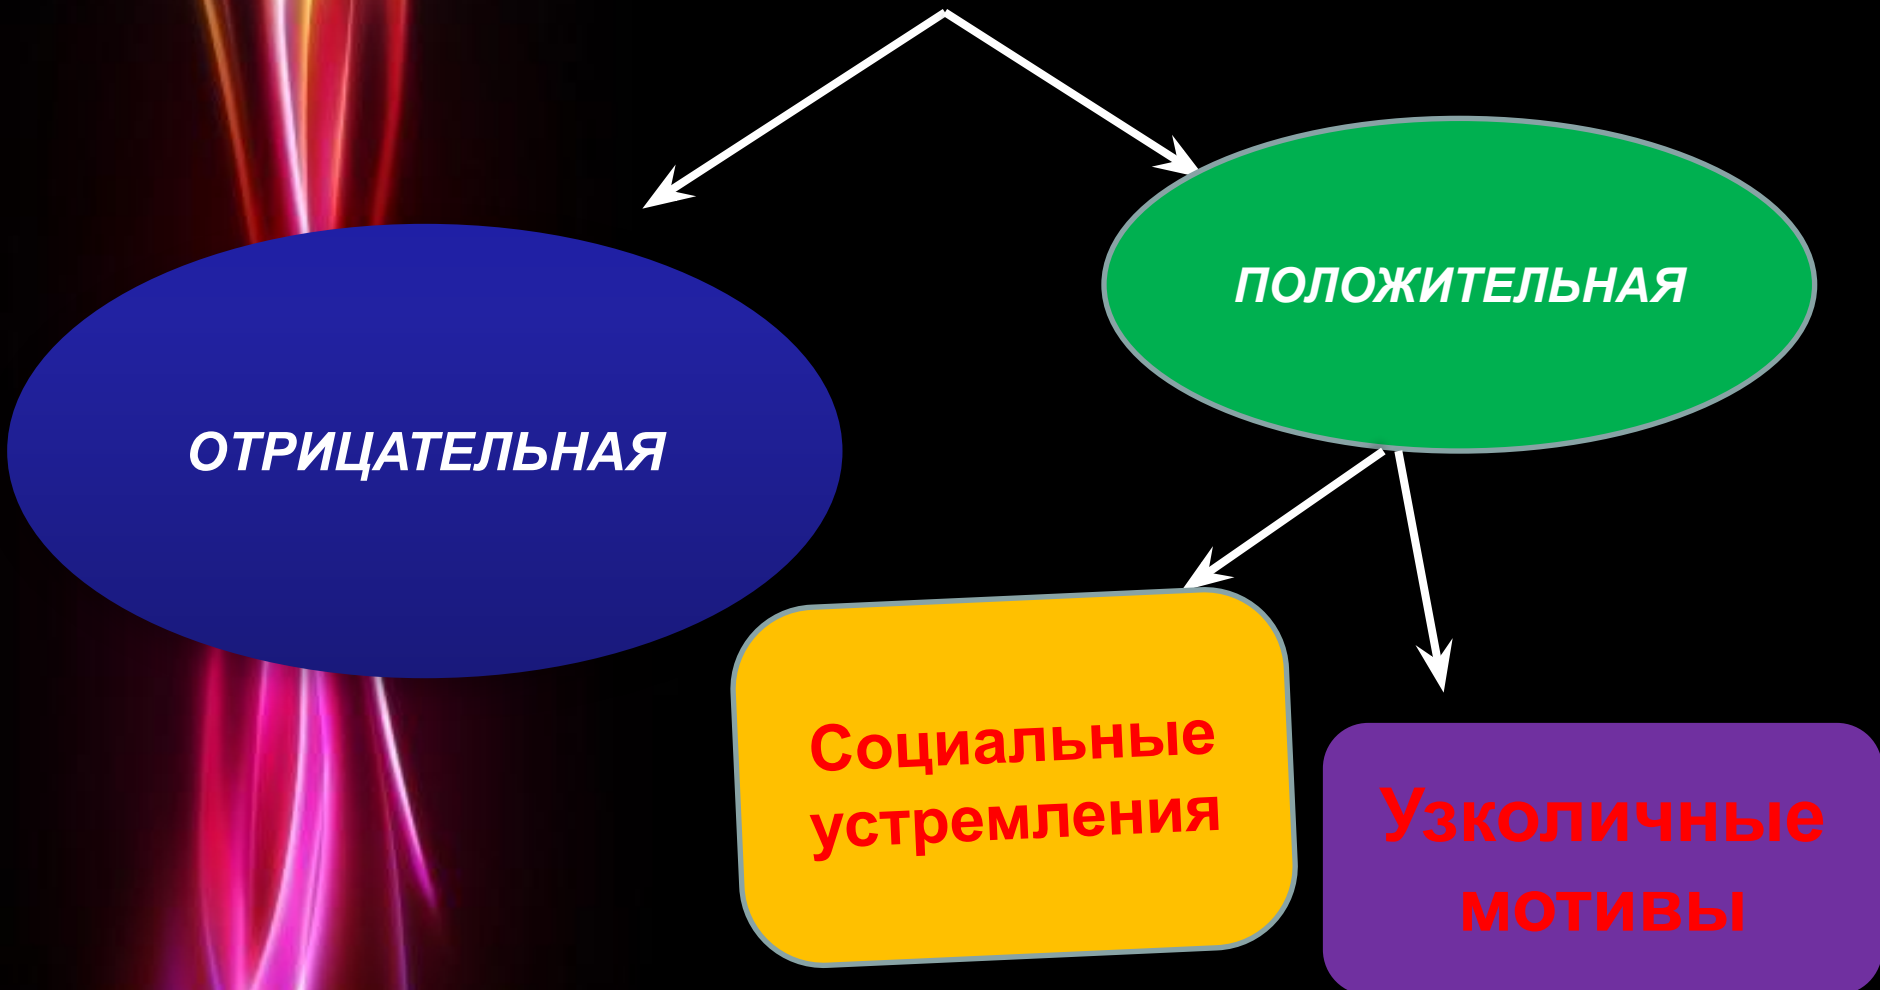 ПОЛОЖИТЕЛЬНАЯ
ОТРИЦАТЕЛЬНАЯ
Социальные
устремления
Узколичные
мотивы